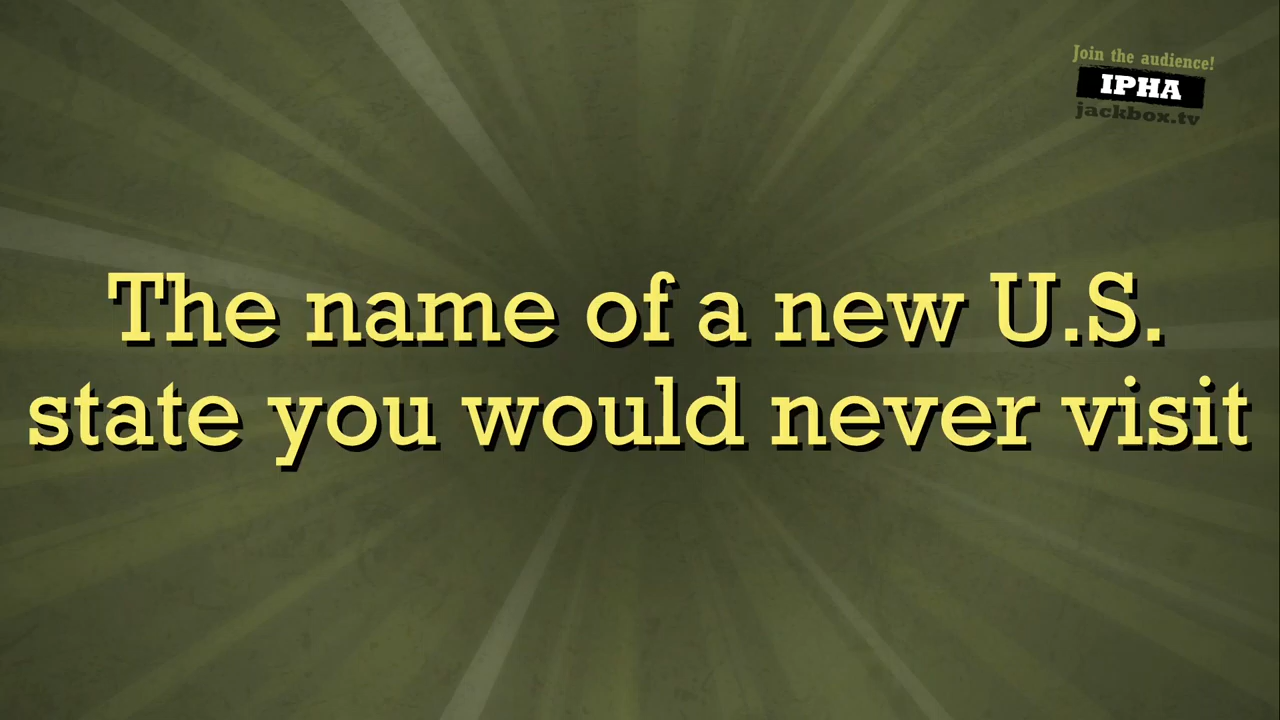 Join the audience!
IPHA
jackbox.tv
The name of a new U.S.
state you would never visit